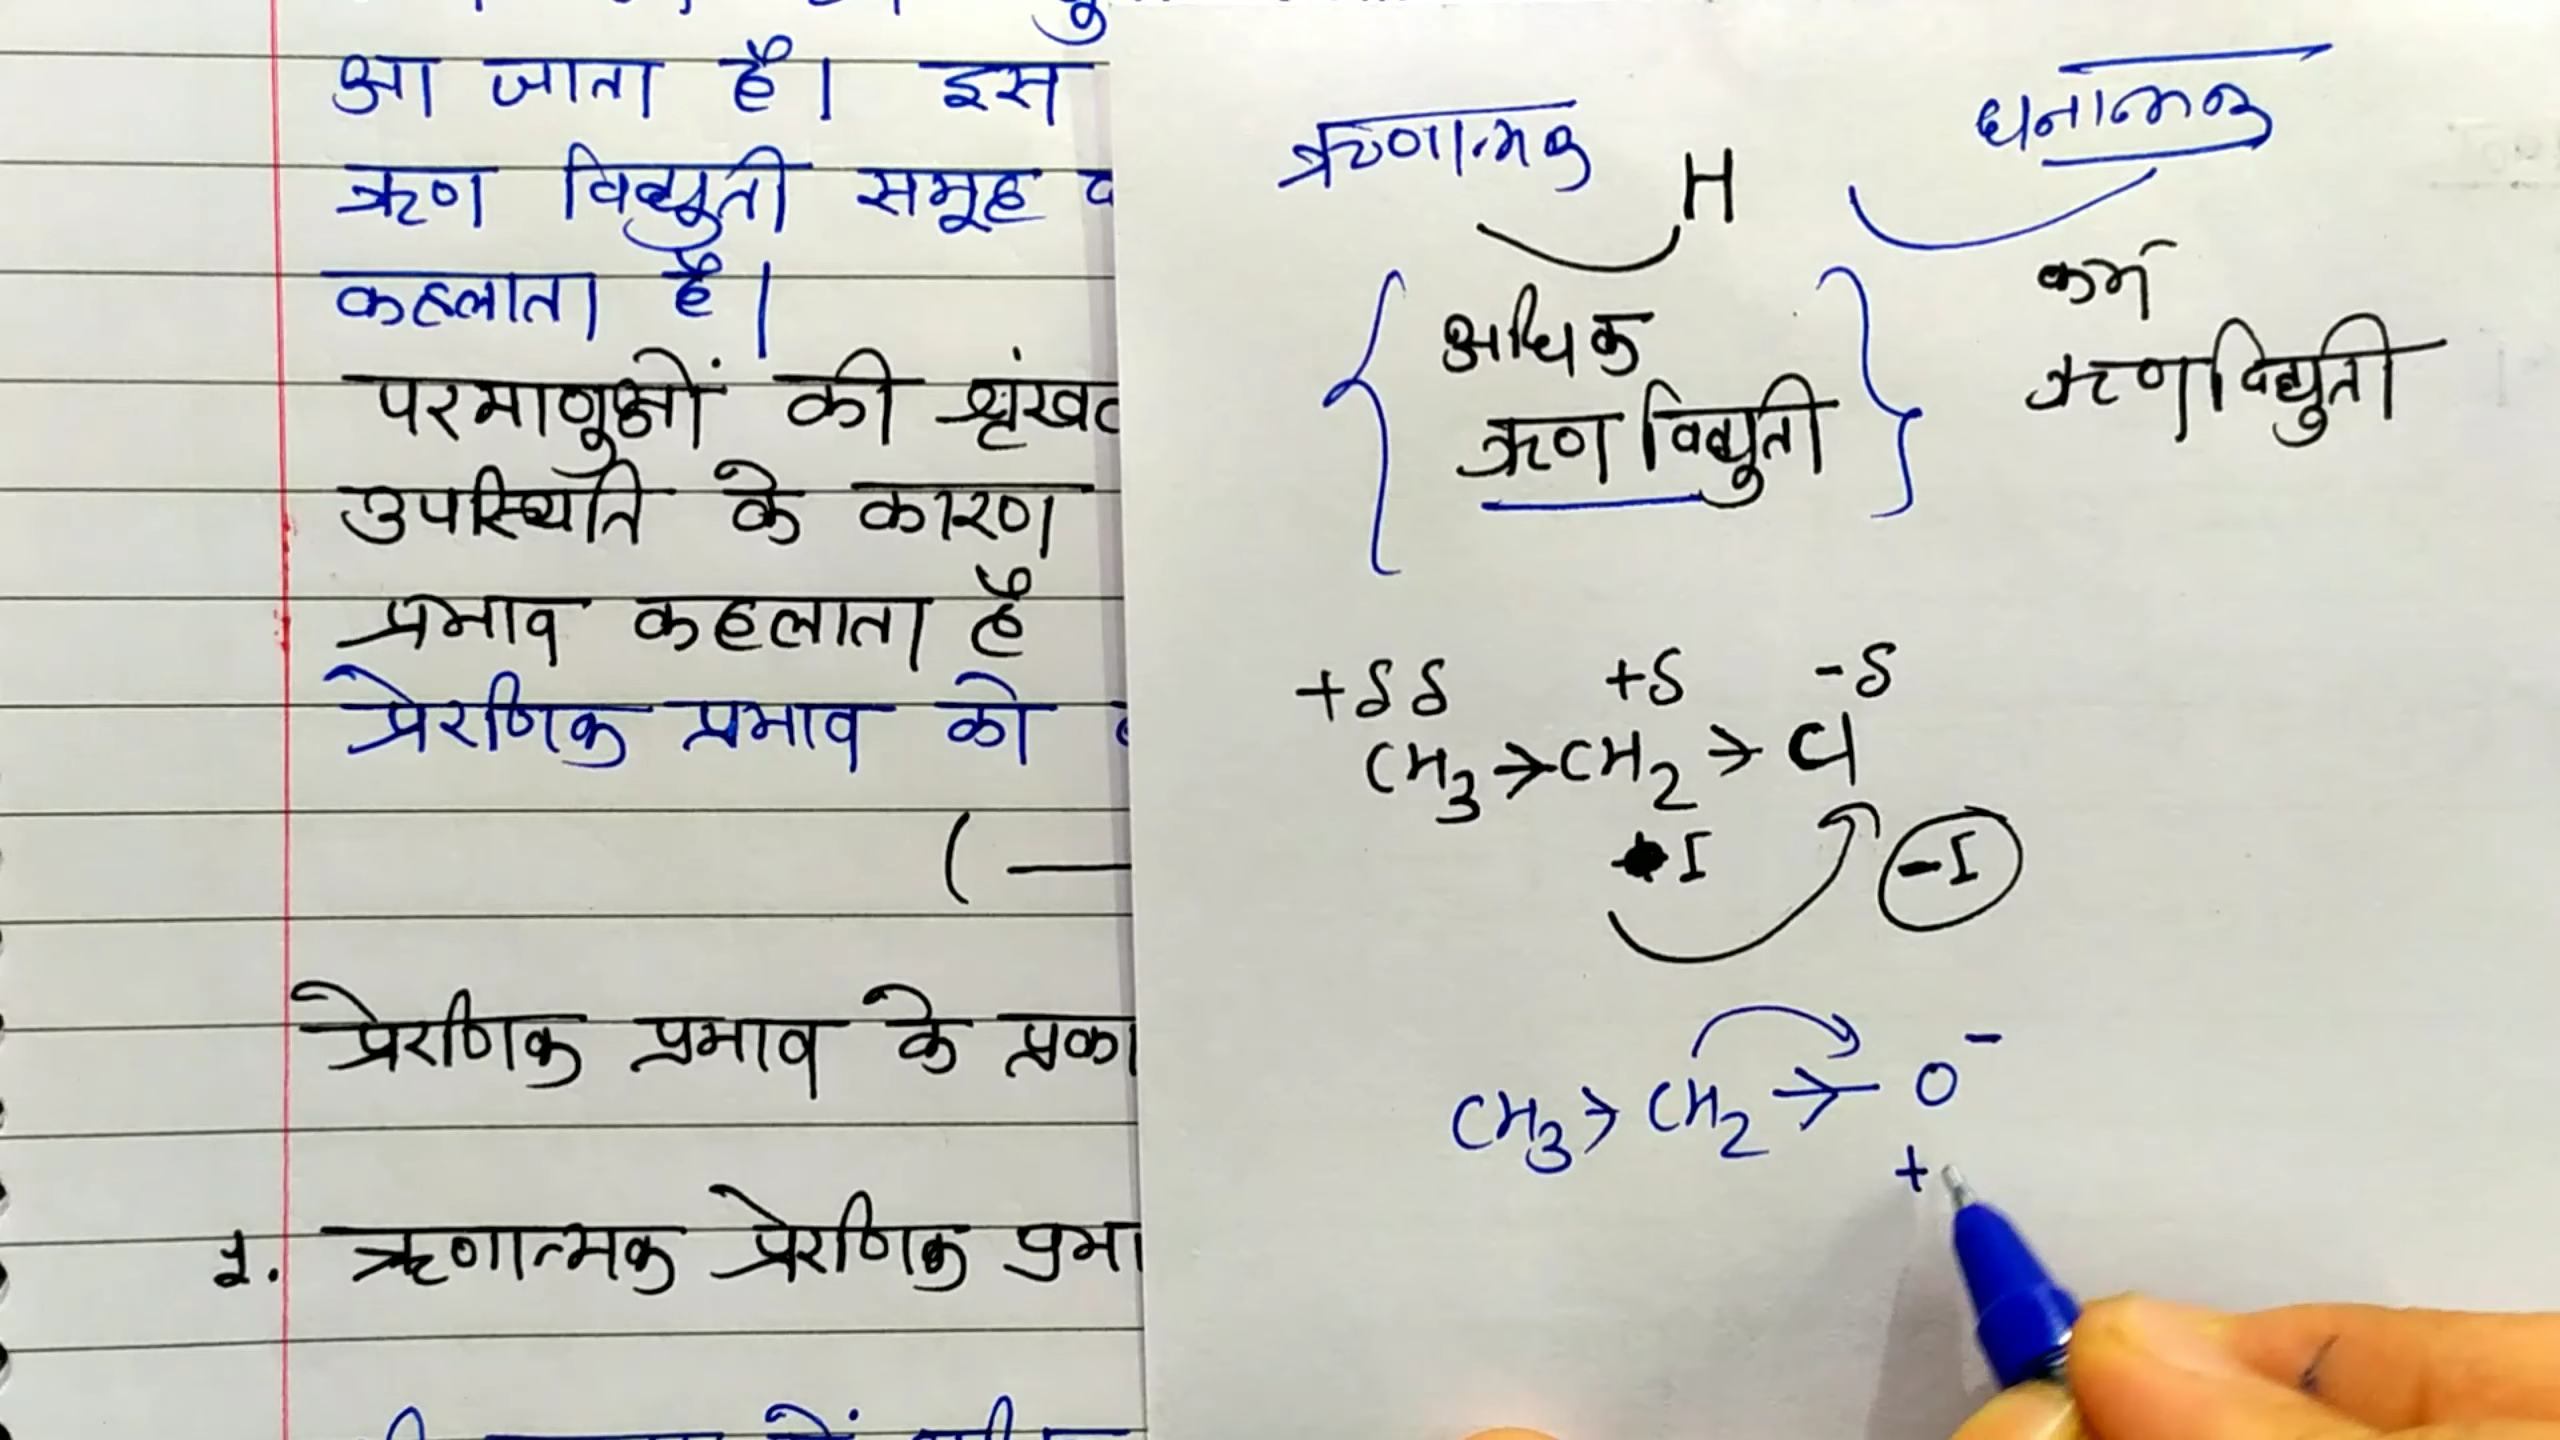 आ जाता है। इस
ऋण विद्युती समूह
कहलाता है।
परमाणुओं की
उपस्थिति के कारण
प्रभाव कहलाता है
प्रेरणिक प्रभाव को
( —
प्रेरणिक प्रभाव के प्रका
1. ऋणात्मक प्रेरणिक प्रभा
ऋणात्मक
H
धनात्मक
अधिक
ऋण विद्युती
कम
ऋण विद्युती
+δδ +δ -δ
CH3 > CH2 > Cl
I
-I
CH3 > CH2 > O-
+